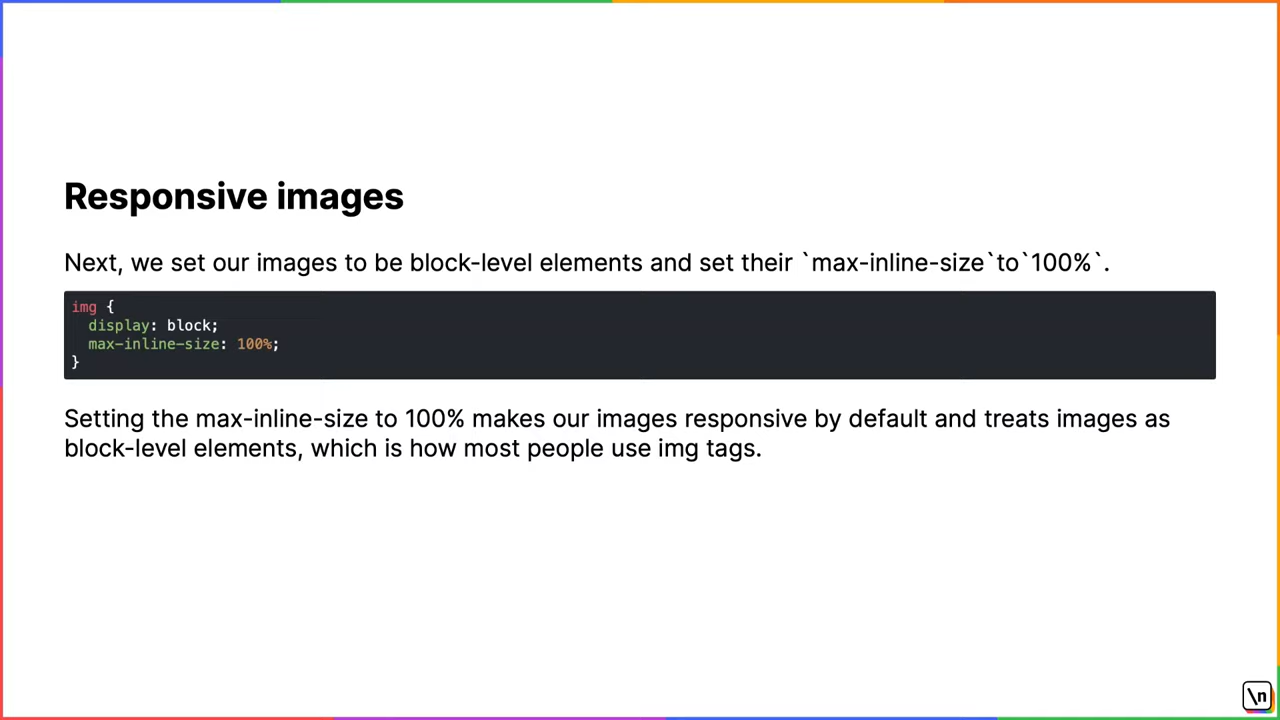 Responsive images
Next, we set our images to be block-level elements and set their `max-inline-size`to`100%`.
img {
  display: block;
  max-inline-size: 100%;
}
Setting the max-inline-size to 100% makes our images responsive by default and treats images as
block-level elements, which is how most people use img tags.
\n